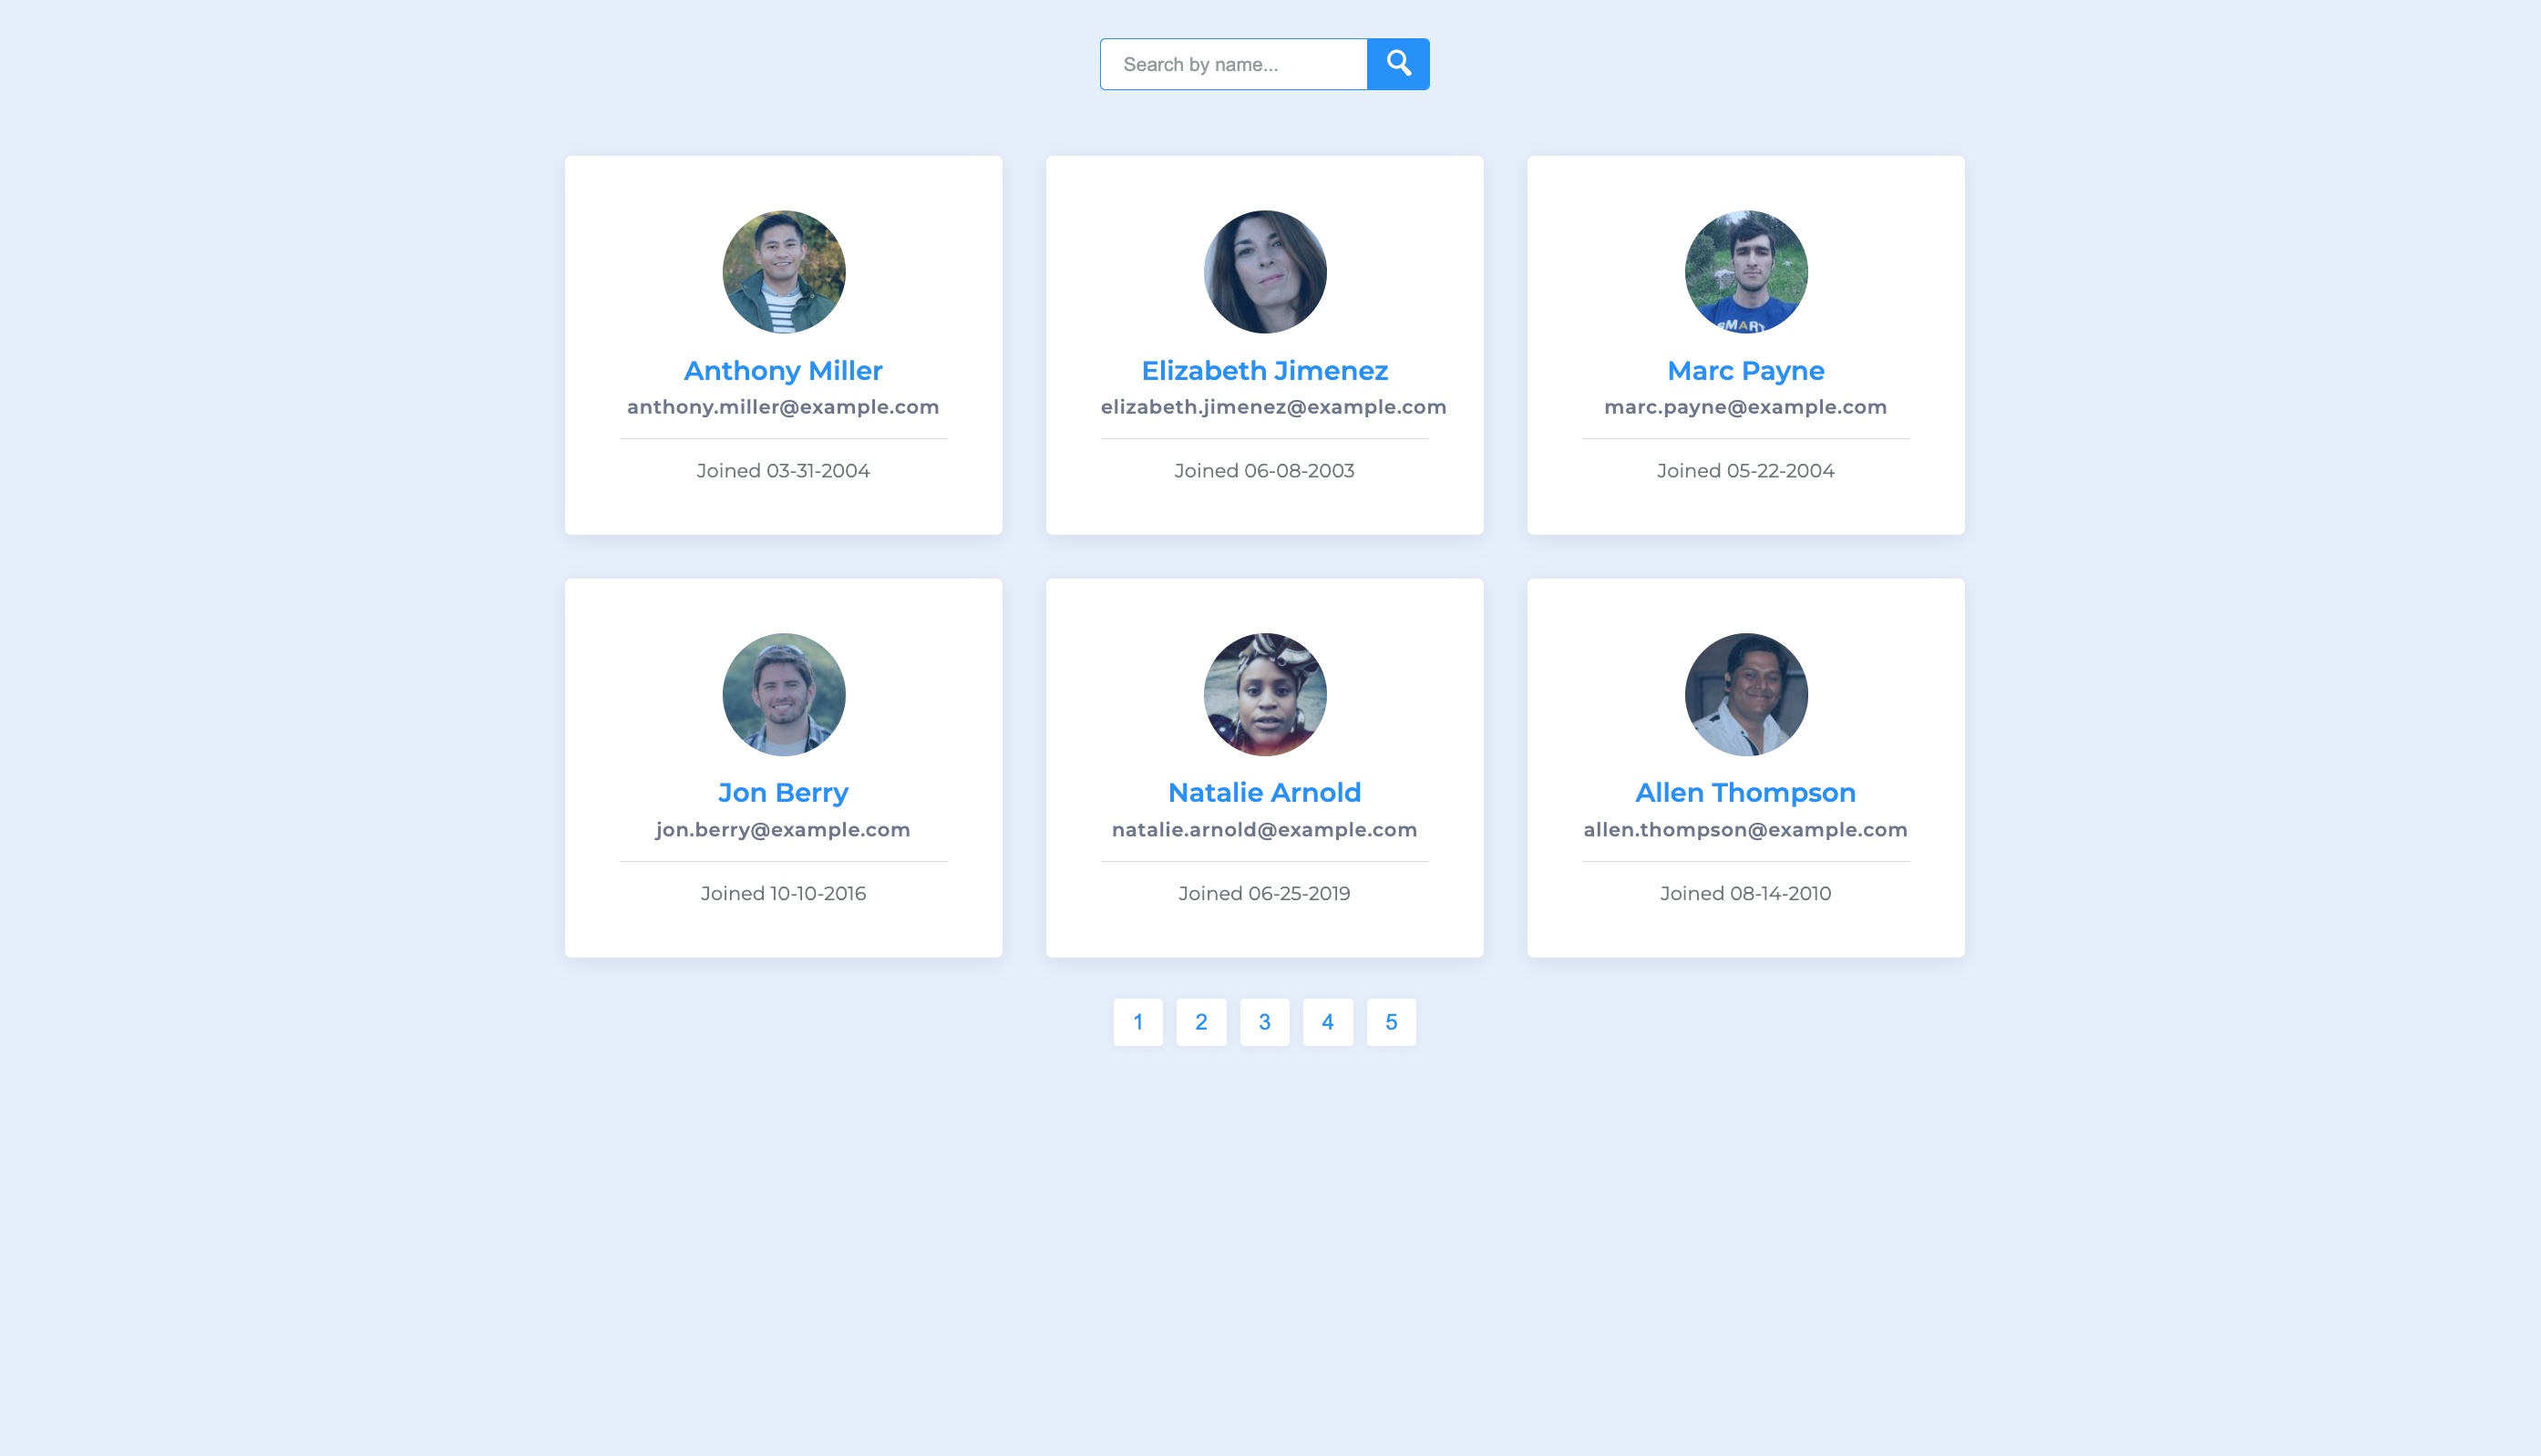 Search by name...
Anthony Miller
anthony.miller@example.com
Joined 03-31-2004
Elizabeth Jimenez
elizabeth.jimenez@example.com
Joined 06-08-2003
SMART
Marc Payne
marc.payne@example.com
Joined 05-22-2004
Jon Berry
jon.berry@example.com
Joined 10-10-2016
Natalie Arnold
natalie.arnold@example.com
Joined 06-25-2019
Allen Thompson
allen.thompson@example.com
Joined 08-14-2010
1 2 3 4 5